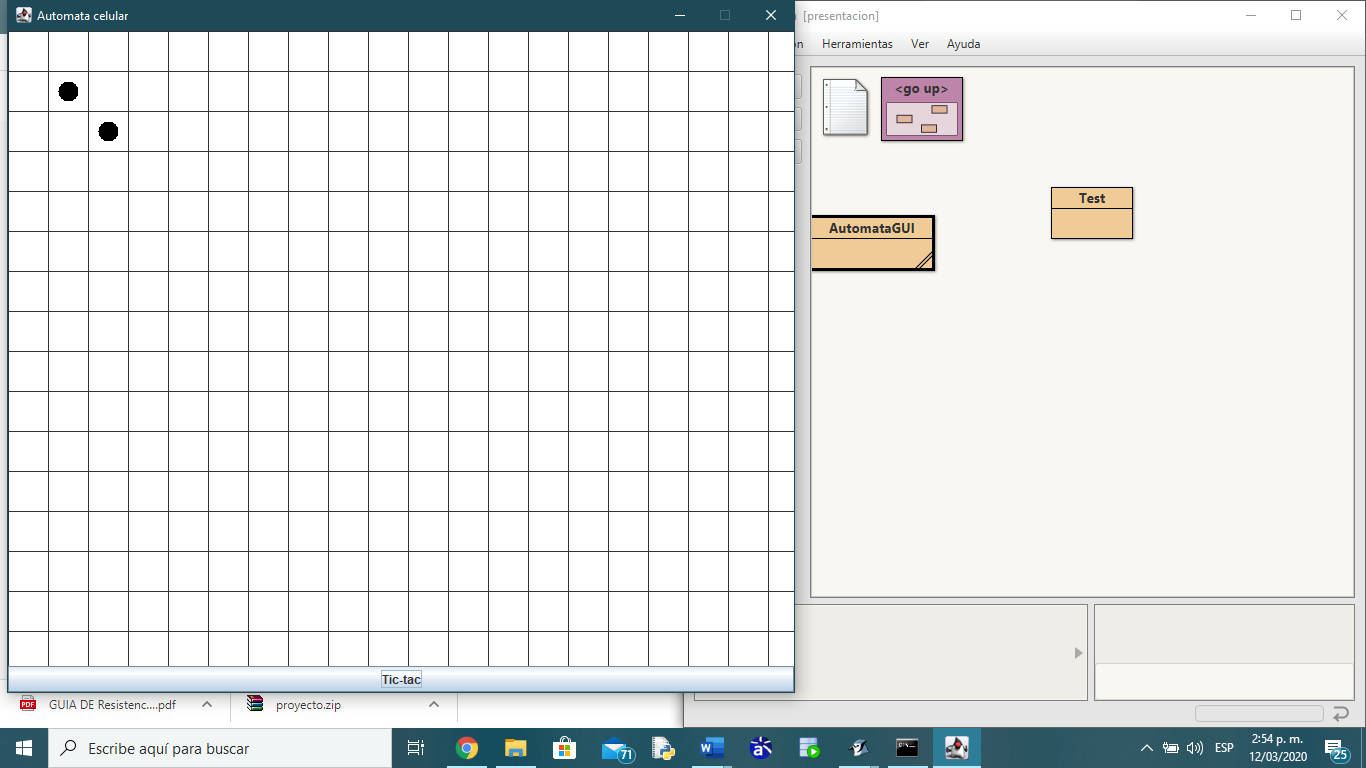 Automata celular
[presentacion]
Herramientas Ver Ayuda
<go up>
Test
AutomataGUI
Tic-tac
PDF
GUIA DE Resistenc....pdf
proyecto.zip
Escribe aquí para buscar
71
ESP
2:54 p. m.
12/03/2020
25